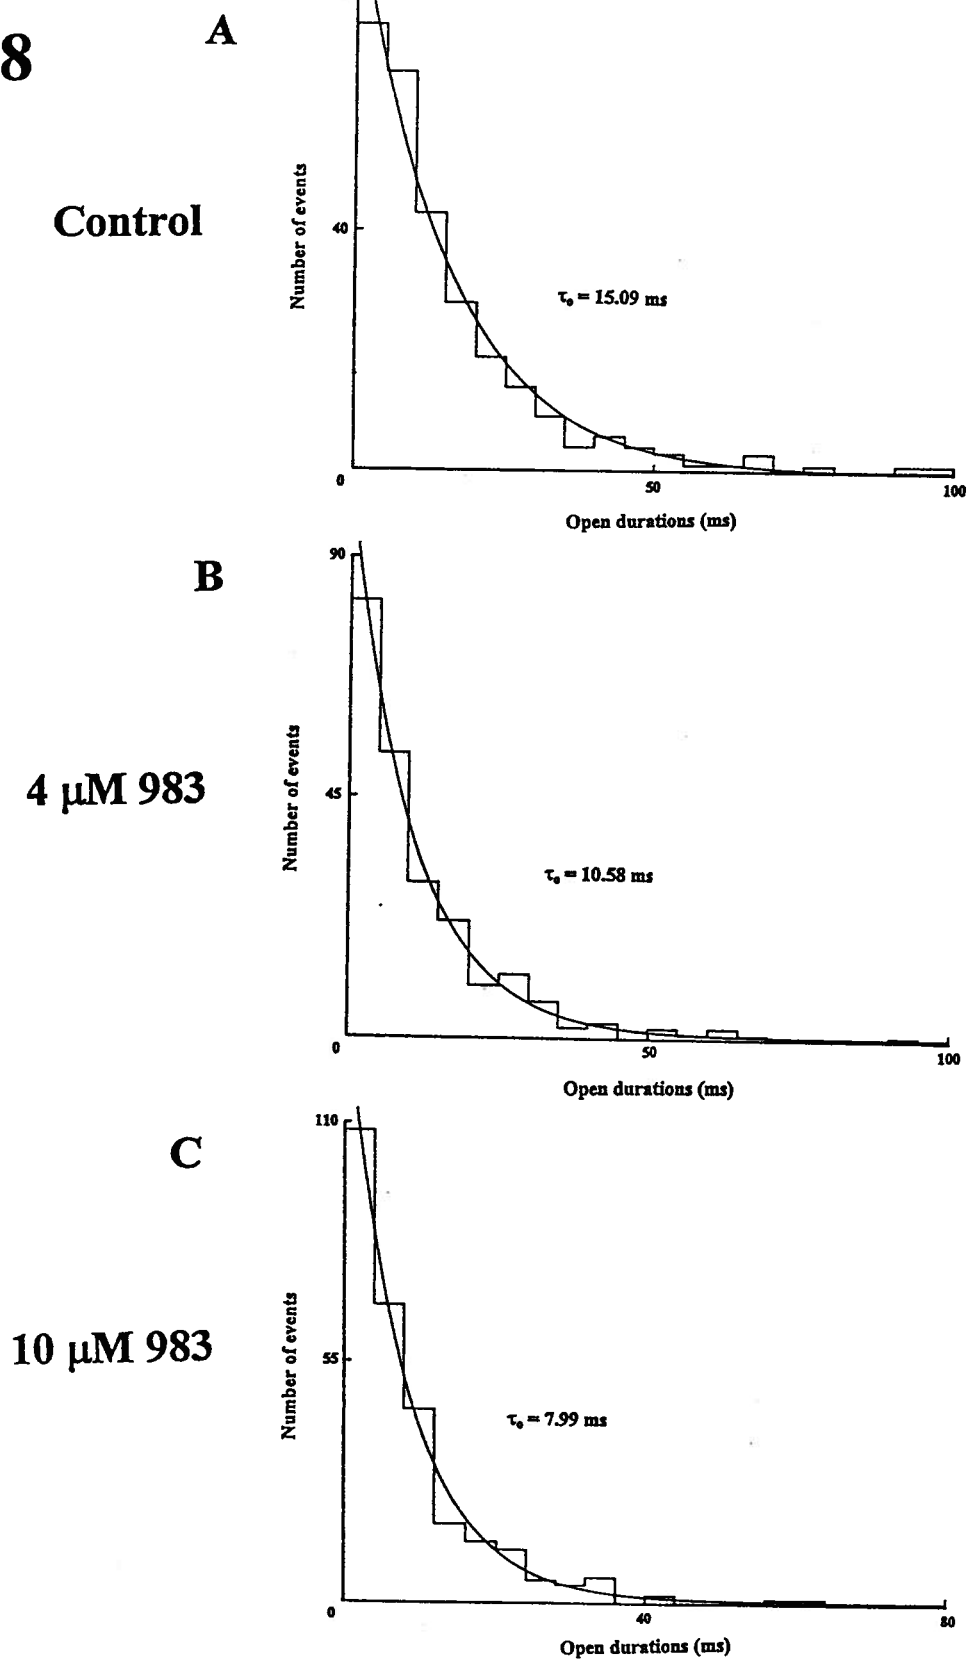 8
A
Control
Number of events
40
τₒ = 15.09 ms
0
50
100
Open durations (ms)
B
90
4 μM 983
Number of events
45
τₒ = 10.58 ms
0
50
100
Open durations (ms)
C
110
10 μM 983
Number of events
55
τₒ = 7.99 ms
0
40
80
Open durations (ms)